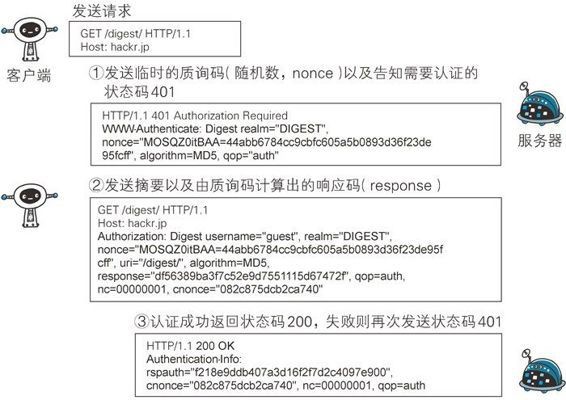 发送请求
GET /digest/ HTTP/1.1
Host: hackr.jp
客户端
①发送临时的质询码（随机数，nonce）以及告知需要认证的
状态码401
HTTP/1.1 401 Authorization Required
WWW-Authenticate: Digest realm="DIGEST",
nonce="MOSQZ0itBAA=44abb6784cc9cbfc605a5b0893d36f23de
95fcff", algorithm=MD5, qop="auth"
服务器
②发送摘要以及由质询码计算出的响应码（response）
GET /digest/ HTTP/1.1
Host: hackr.jp
Authorization: Digest username="guest", realm="DIGEST",
nonce="MOSQZ0itBAA=44abb6784cc9cbfc605a5b0893d36f23de95f
cff", uri="/digest/", algorithm=MD5,
response="df56389ba3f7c52e9d7551115d67472f", qop=auth,
nc=00000001, cnonce="082c875dcb2ca740"
③认证成功返回状态码200，失败则再次发送状态码401
HTTP/1.1 200 OK
Authentication-Info:
rspauth="f218e9ddb407a3d16f2f7d2c4097e900",
cnonce="082c875dcb2ca740", nc=00000001, qop=auth